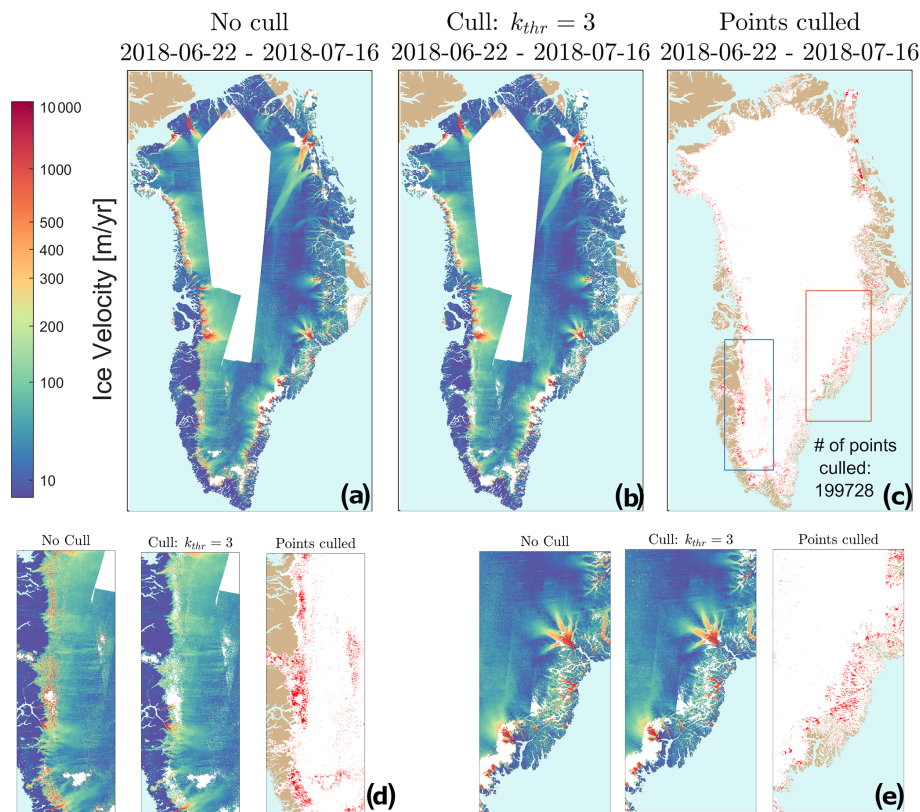 No cull
2018-06-22 - 2018-07-16
Cull: k_thr = 3
2018-06-22 - 2018-07-16
Points culled
2018-06-22 - 2018-07-16
Ice Velocity [m/yr]
10000
1000
500
400
300
200
100
10
(a)
(b)
# of points
culled:
199728
(c)
No Cull
Cull: k_thr = 3
Points culled
(d)
No Cull
Cull: k_thr = 3
Points culled
(e)